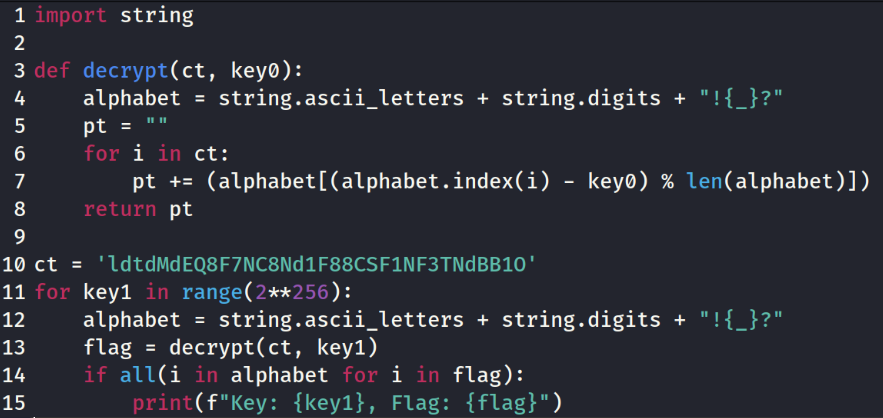 1 import string
2
3 def decrypt(ct, key0):
4     alphabet = string.ascii_letters + string.digits + "!{_}?"
5     pt = ""
6     for i in ct:
7         pt += (alphabet[(alphabet.index(i) - key0) % len(alphabet)])
8     return pt
9
10 ct = 'ldtdMdEQ8F7NC8Nd1F88CSF1NF3TNdBB1O'
11 for key1 in range(2**256):
12     alphabet = string.ascii_letters + string.digits + "!{_}?"
13     flag = decrypt(ct, key1)
14     if all(i in alphabet for i in flag):
15         print(f"Key: {key1}, Flag: {flag}")